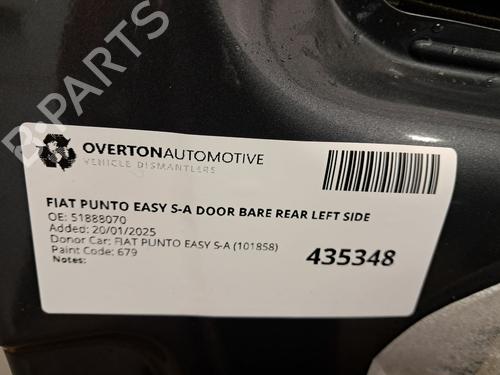 B-PARTS
OVERTONAUTOMOTIVE
VEHICLE DISMANTLERS
FIAT PUNTO EASY S-A DOOR BARE REAR LEFT SIDE
OE: 51888070
Added: 20/01/2025
Donor Car: FIAT PUNTO EASY S-A (101858)
Paint Code: 679
Notes:
435348